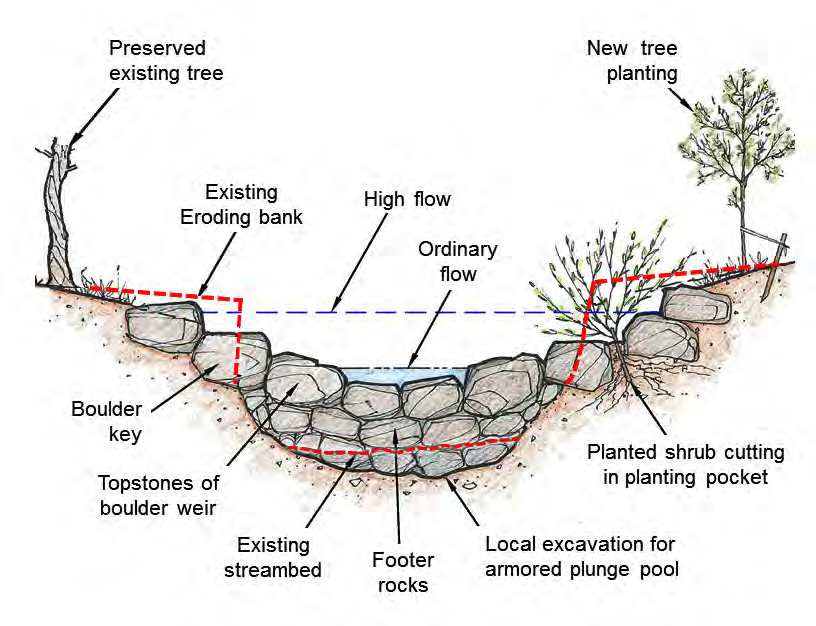 Preserved
existing tree
New tree
planting
Existing
Eroding bank
High flow
Ordinary
flow
Boulder
key
Topstones of
boulder weir
Existing
streambed
Footer
rocks
Local excavation for
armored plunge pool
Planted shrub cutting
in planting pocket